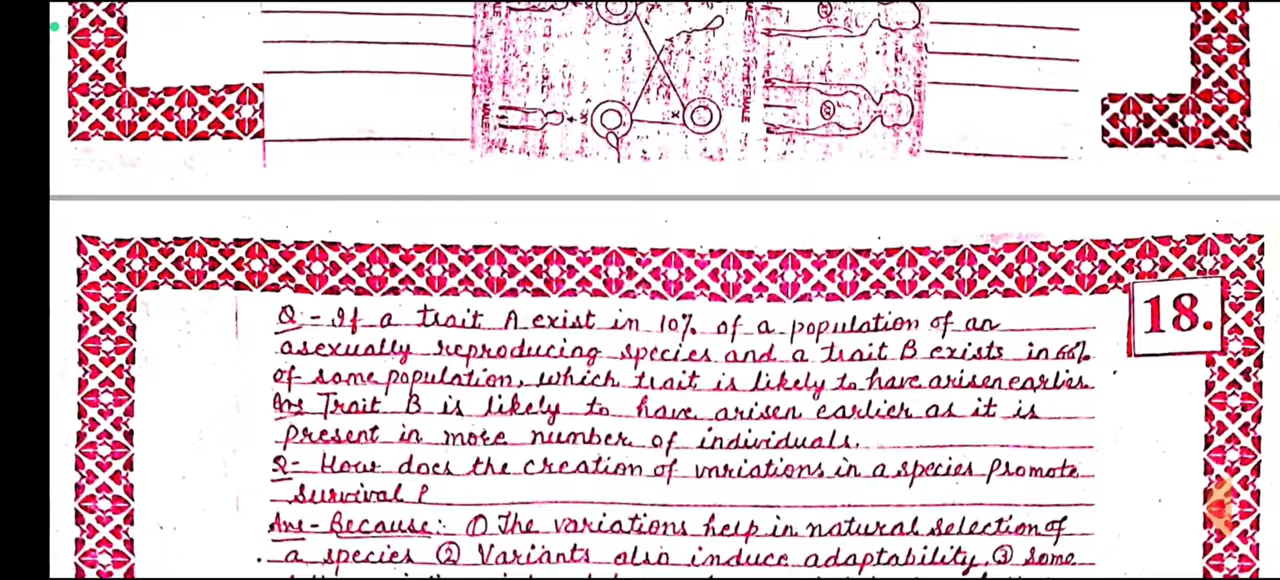 MALE
FEMALE
18.
Q - If a trait A exist in 10% of a population of an
asexually reproducing species and a trait B exists in 60%
of same population, which trait is likely to have arisen earlier
Ans Trait B is likely to have arisen earlier as it is
present in more number of individuals.
Q - How does the creation of variations in a species promote
survival ?
Ans - Because : ① The variations help in natural selection of
a species ② Variants also induce adaptability. ③ Some